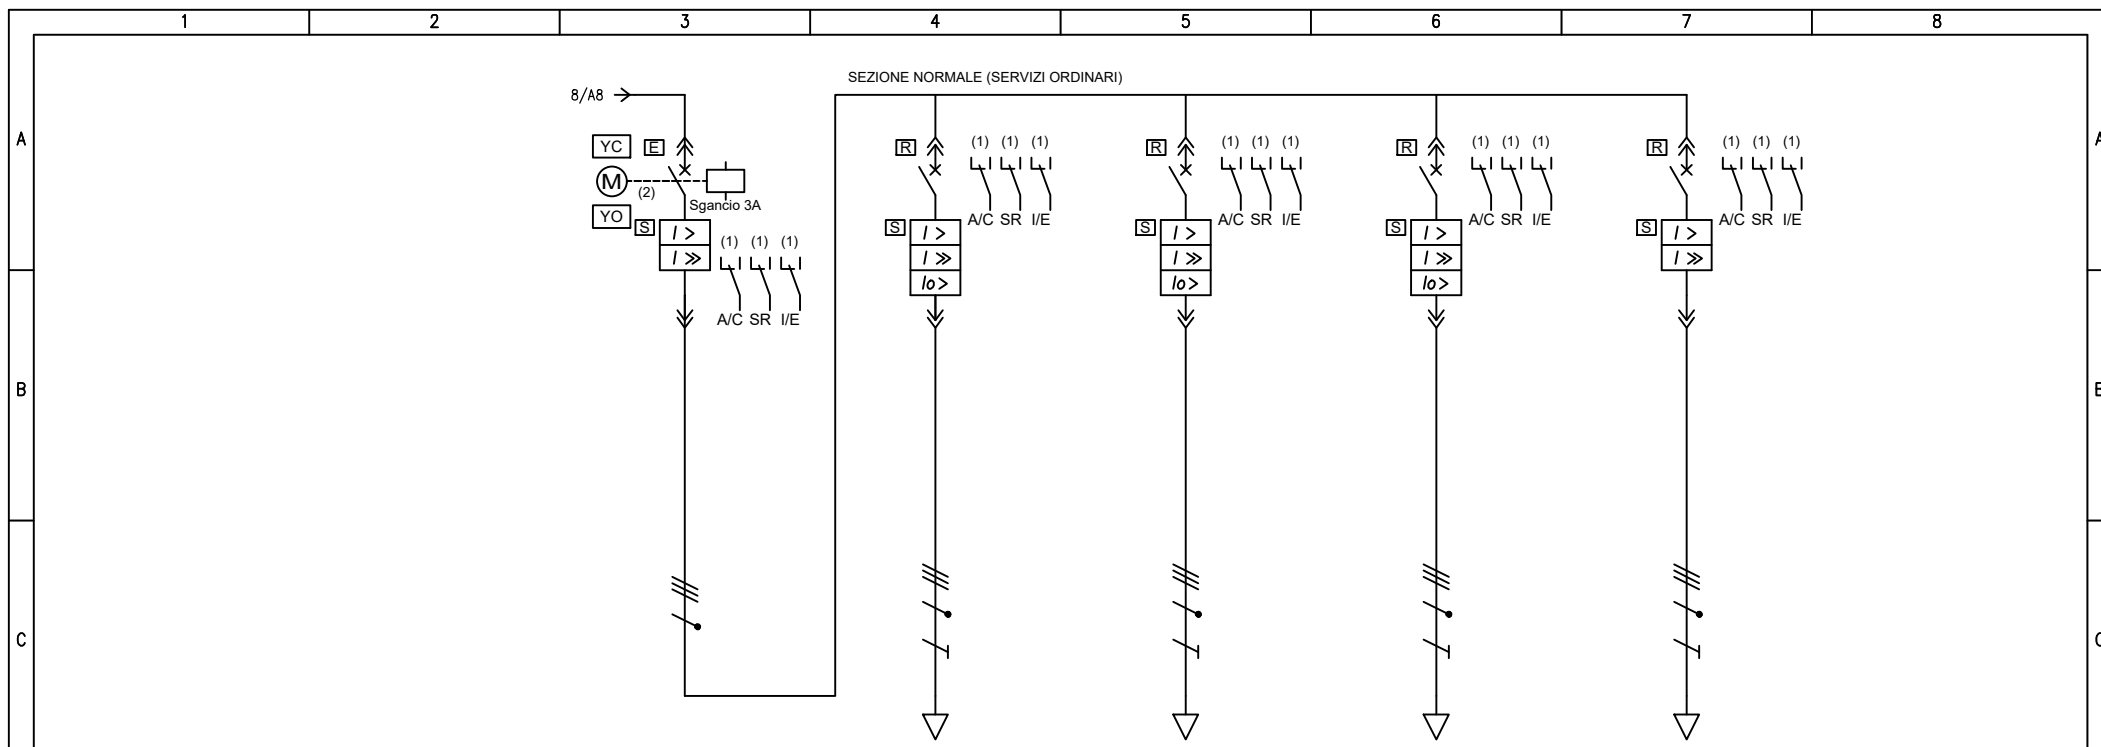 1 2 3 4 5 6 7 8
SEZIONE NORMALE (SERVIZI ORDINARI)
8/A8
A A
YC E R (1) (1) (1) R (1) (1) (1) R (1) (1) (1) R (1) (1) (1)
M (2)
Sgancio 3A
YO
A/C SR I/E A/C SR I/E A/C SR I/E A/C SR I/E
S I > S I > S I > S I > S I >
(1) (1) (1)
I >> I >> I >> I >> I >>
Io> Io> Io>
A/C SR I/E
B B
C C